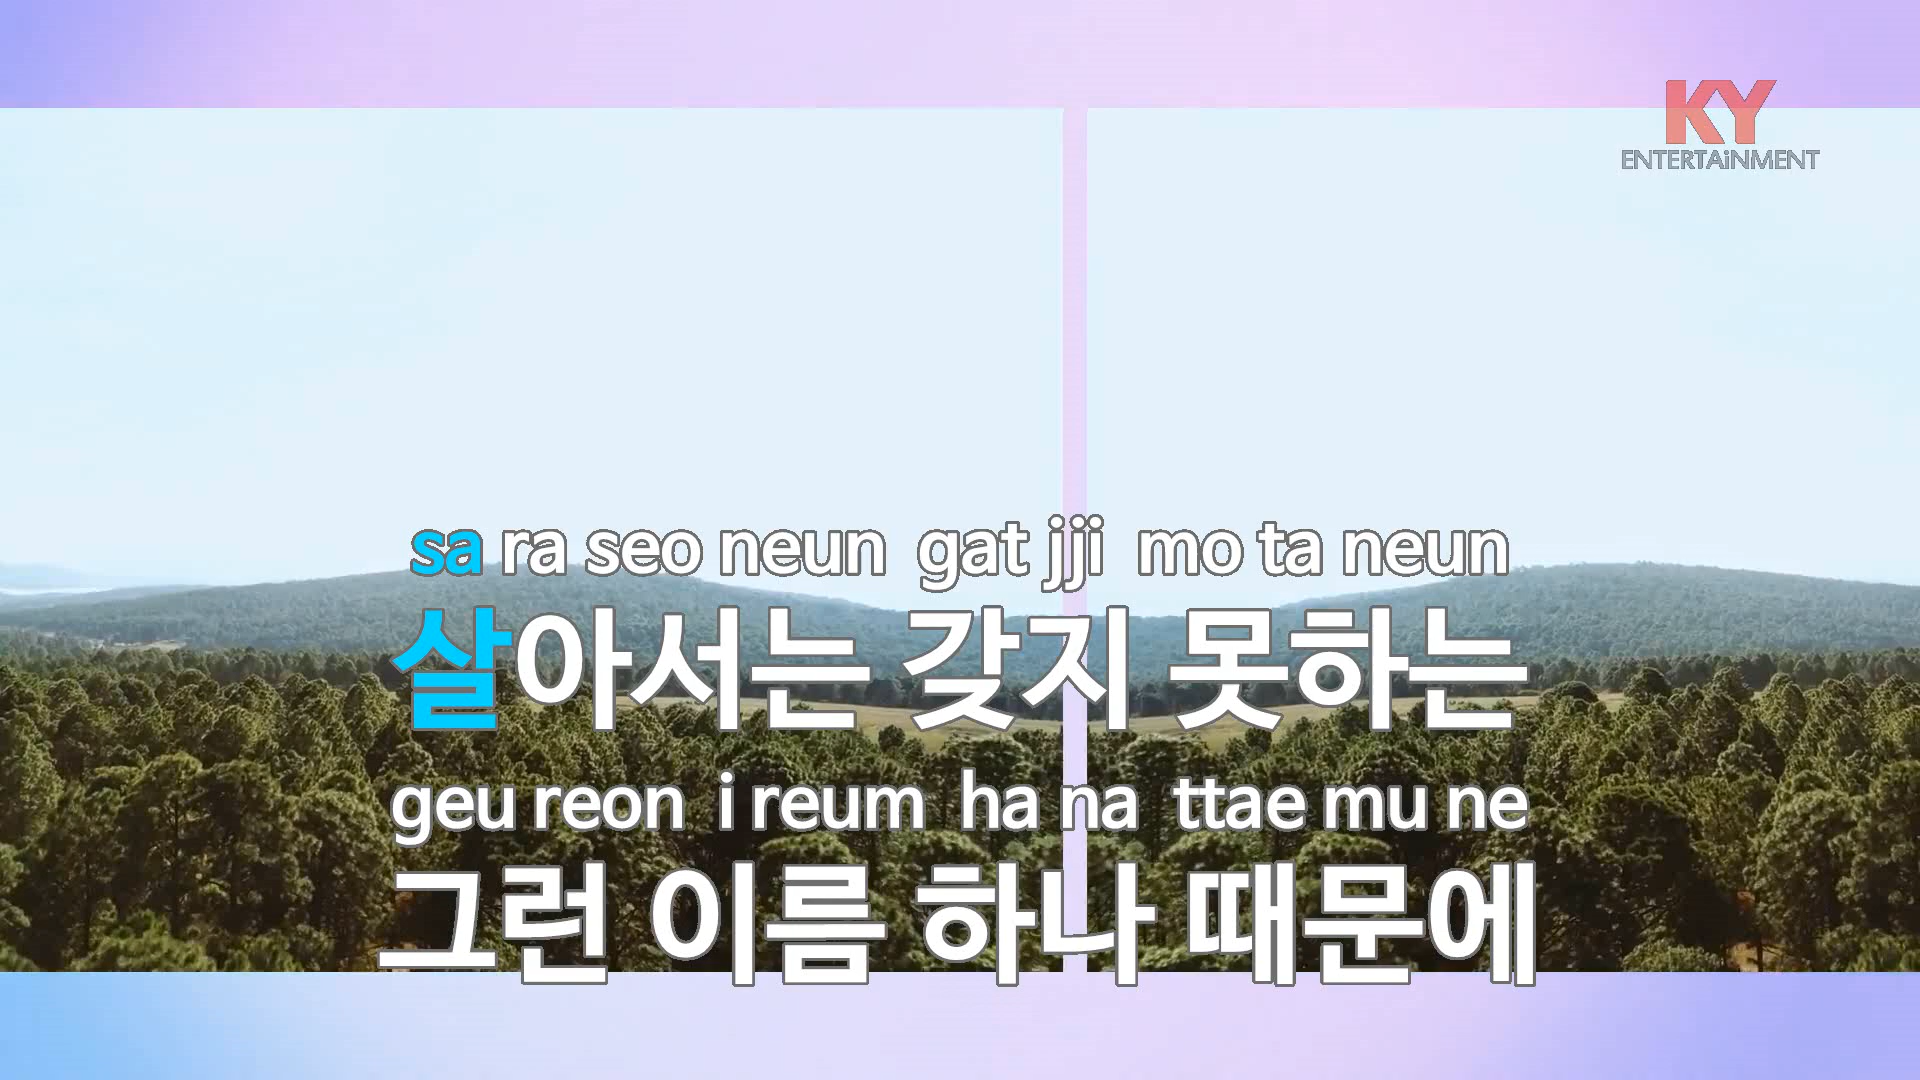 KY
ENTERTAiNMENT
sa ra seo neun gat jji mo ta neun
살아서는 갖지 못하는
geu reon i reum ha na ttae mu ne
그런 이름 하나 때문에